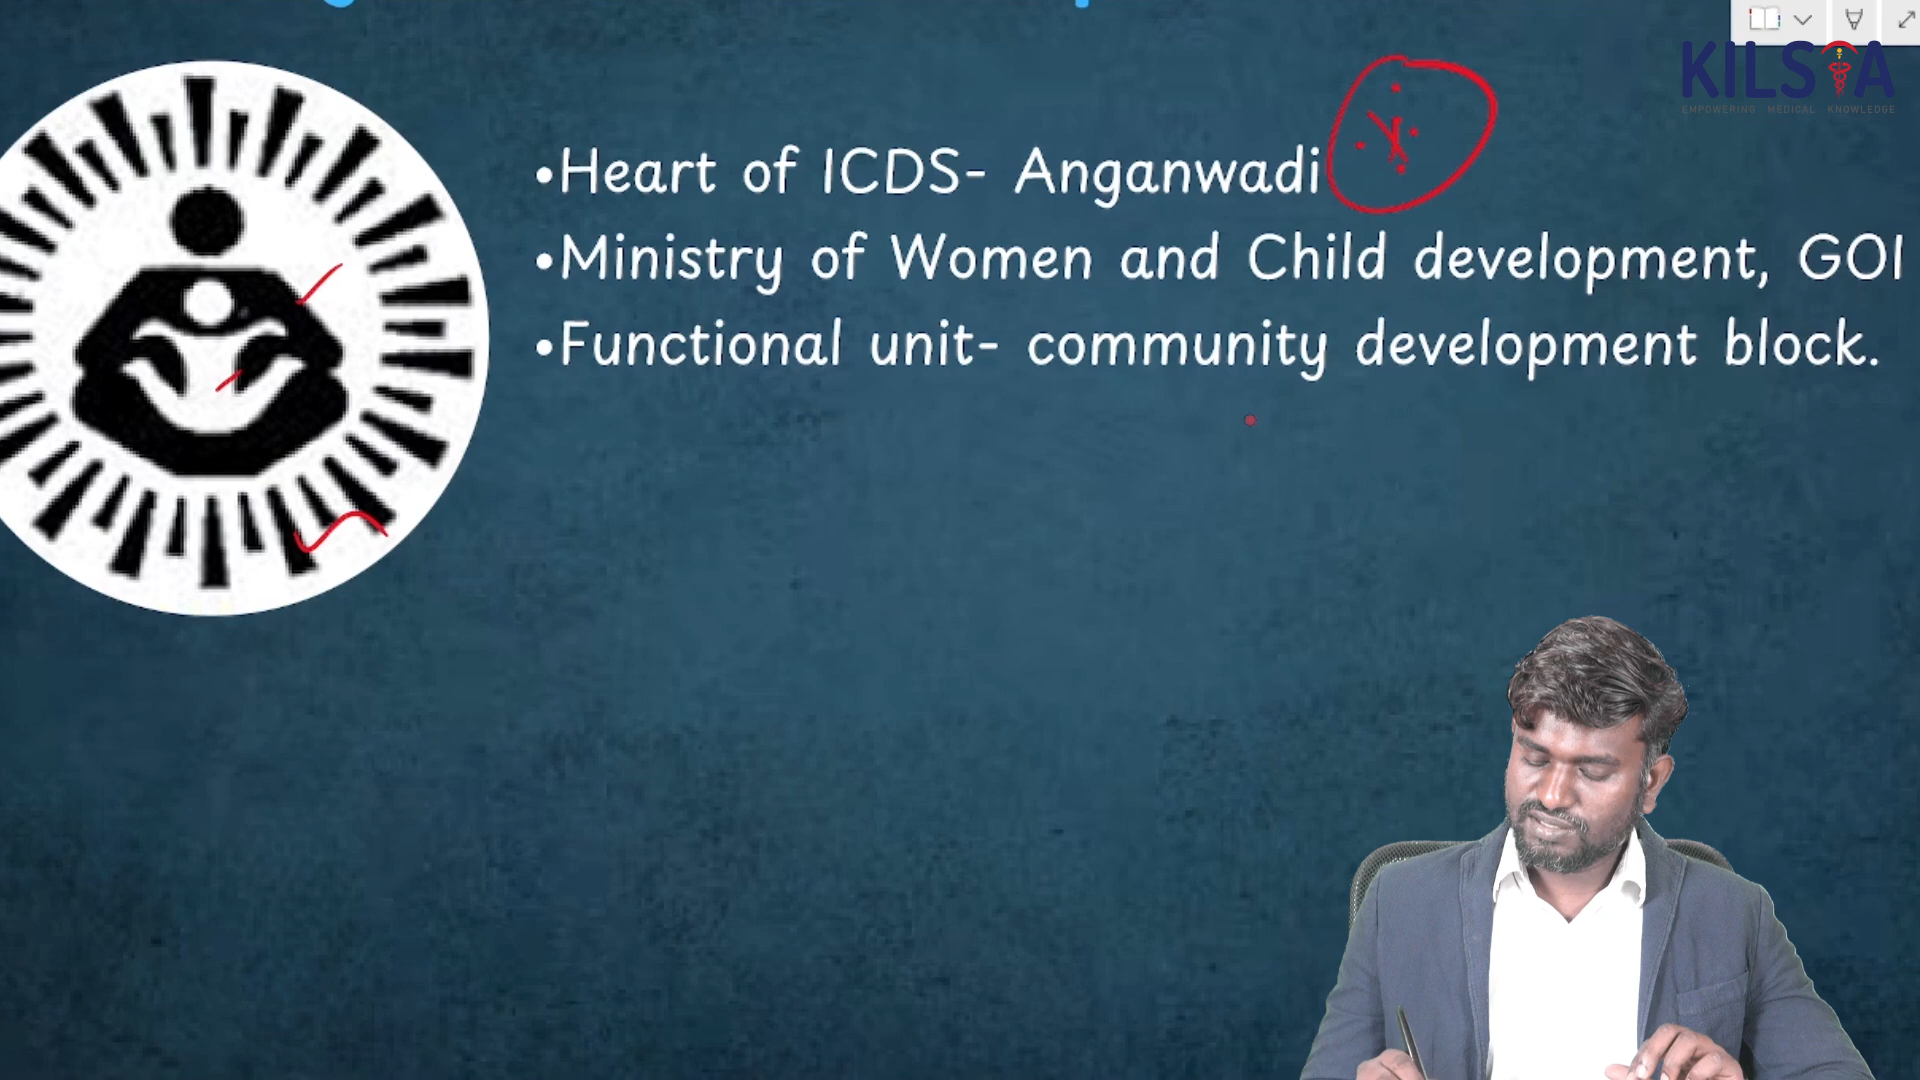 KILSTA
EMPOWERING MEDICAL KNOWLEDGE
•Heart of ICDS- Anganwadi
•Ministry of Women and Child development, GOI
•Functional unit- community development block.